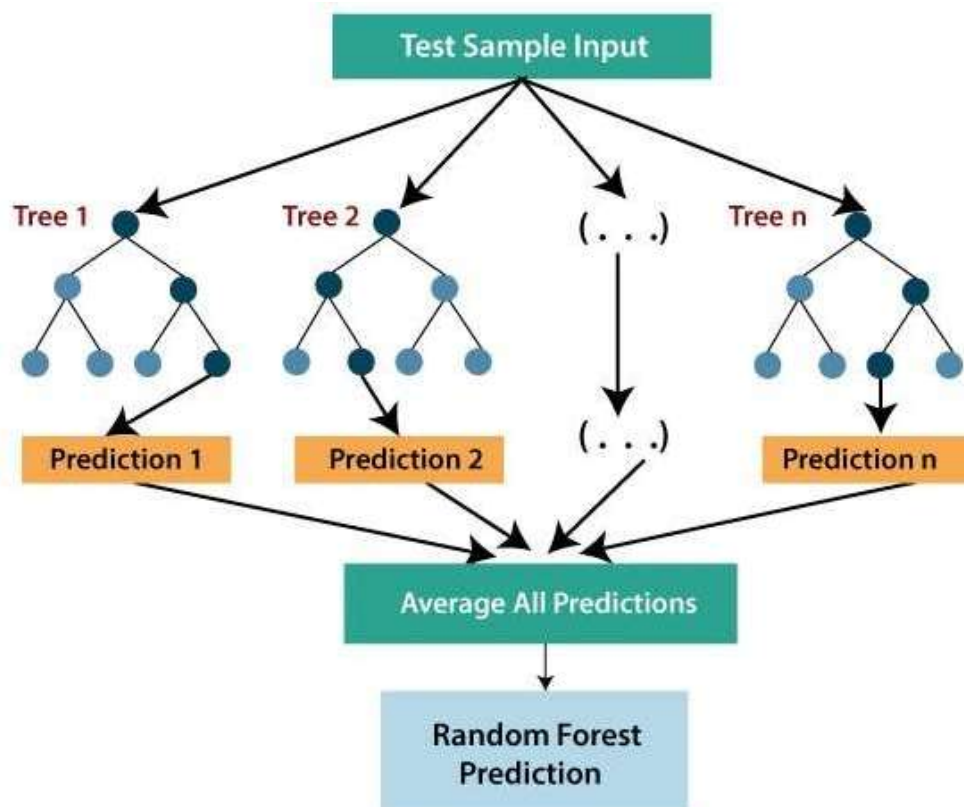 Test Sample Input
Tree 1
Tree 2
(. . .)
Tree n
Prediction 1
Prediction 2
(. . .)
Prediction n
Average All Predictions
Random Forest
Prediction